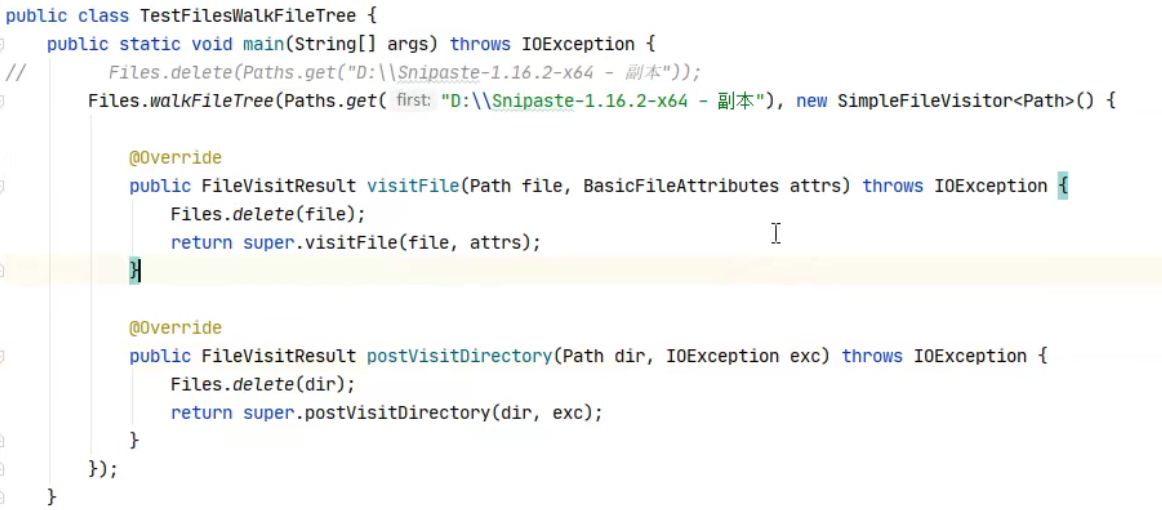 public class TestFilesWalkFileTree {
    public static void main(String[] args) throws IOException {
//        Files.delete(Paths.get("D:\\Snipaste-1.16.2-x64 - 副本"));
        Files.walkFileTree(Paths.get( first: "D:\\Snipaste-1.16.2-x64 - 副本"), new SimpleFileVisitor<Path>() {
            @Override
            public FileVisitResult visitFile(Path file, BasicFileAttributes attrs) throws IOException {
                Files.delete(file);
                return super.visitFile(file, attrs);
            }
            @Override
            public FileVisitResult postVisitDirectory(Path dir, IOException exc) throws IOException {
                Files.delete(dir);
                return super.postVisitDirectory(dir, exc);
            }
        });
    }